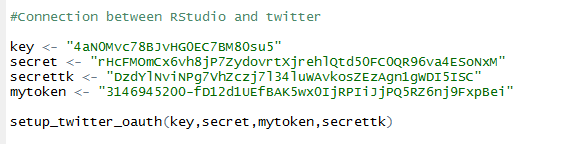 #Connection between RStudio and twitter
key <- "4aN0Mvc78BJvHG0EC7BM80su5"
secret <- "rHcFMOmCx6vh8jP7ZydovrtXjrehlQtd50FC0QR96va4ESoNxM"
secrettk <- "DzdYlNviNPg7VhZczj7l34luWAvkosZEzAgn1gWDI5ISC"
mytoken <- "3146945200-fD12d1UEfBAK5wx0IjRPIiJjPQ5RZ6nj9FxpBei"
setup_twitter_oauth(key,secret,mytoken,secrettk)